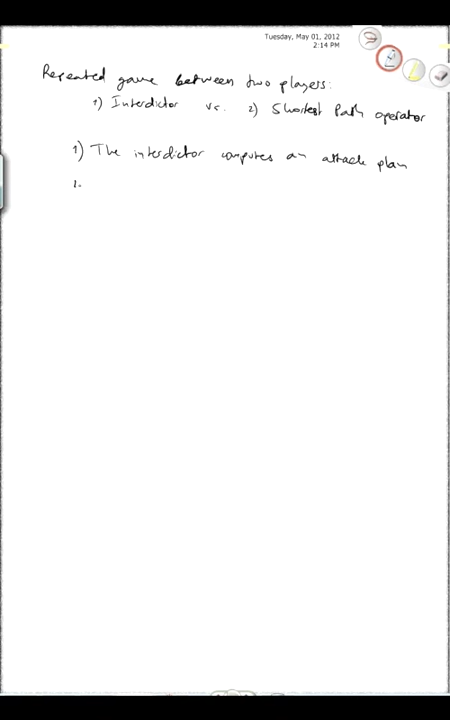 Tuesday, May 01, 2012
2:14 PM
Repeated game between two players:
1) Interdictor vs. 2) Shortest Path operator
1) The interdictor computes an attack plan
1.